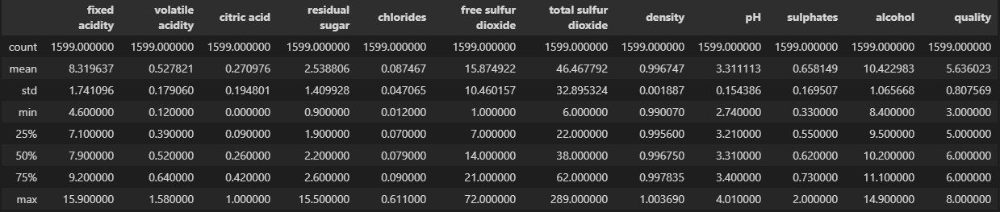 fixed acidity volatile acidity citric acid residual sugar chlorides free sulfur dioxide total sulfur dioxide density pH sulphates alcohol quality
count 1599.000000 1599.000000 1599.000000 1599.000000 1599.000000 1599.000000 1599.000000 1599.000000 1599.000000 1599.000000 1599.000000 1599.000000
mean 8.319637 0.527821 0.270976 2.538806 0.087467 15.874922 46.467792 0.996747 3.311113 0.658149 10.422983 5.636023
std 1.741096 0.179060 0.194801 1.409928 0.047065 10.460157 32.895324 0.001887 0.154386 0.169507 1.065668 0.807569
min 4.600000 0.120000 0.000000 0.900000 0.012000 1.000000 6.000000 0.990070 2.740000 0.330000 8.400000 3.000000
25% 7.100000 0.390000 0.090000 1.900000 0.070000 7.000000 22.000000 0.995600 3.210000 0.550000 9.500000 5.000000
50% 7.900000 0.520000 0.260000 2.200000 0.079000 14.000000 38.000000 0.996750 3.310000 0.620000 10.200000 6.000000
75% 9.200000 0.640000 0.420000 2.600000 0.090000 21.000000 62.000000 0.997835 3.400000 0.730000 11.100000 6.000000
max 15.900000 1.580000 1.000000 15.500000 0.611000 72.000000 289.000000 1.003690 4.010000 2.000000 14.900000 8.000000